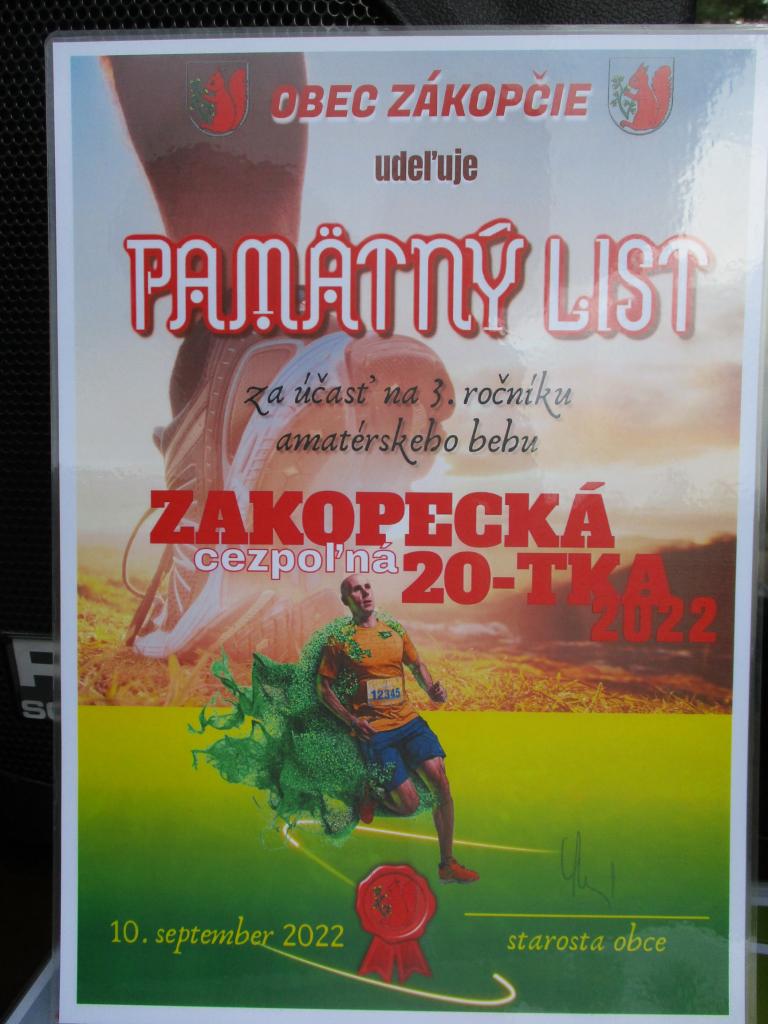 OBEC ZÁKOPČIE
udeľuje
PAMÄTNÝ LIST
za účasť na 3. ročníku
amatérskeho behu
ZAKOPECKÁ
cezpoľná
20-TKA
2022
12345
10. september 2022
starosta obce